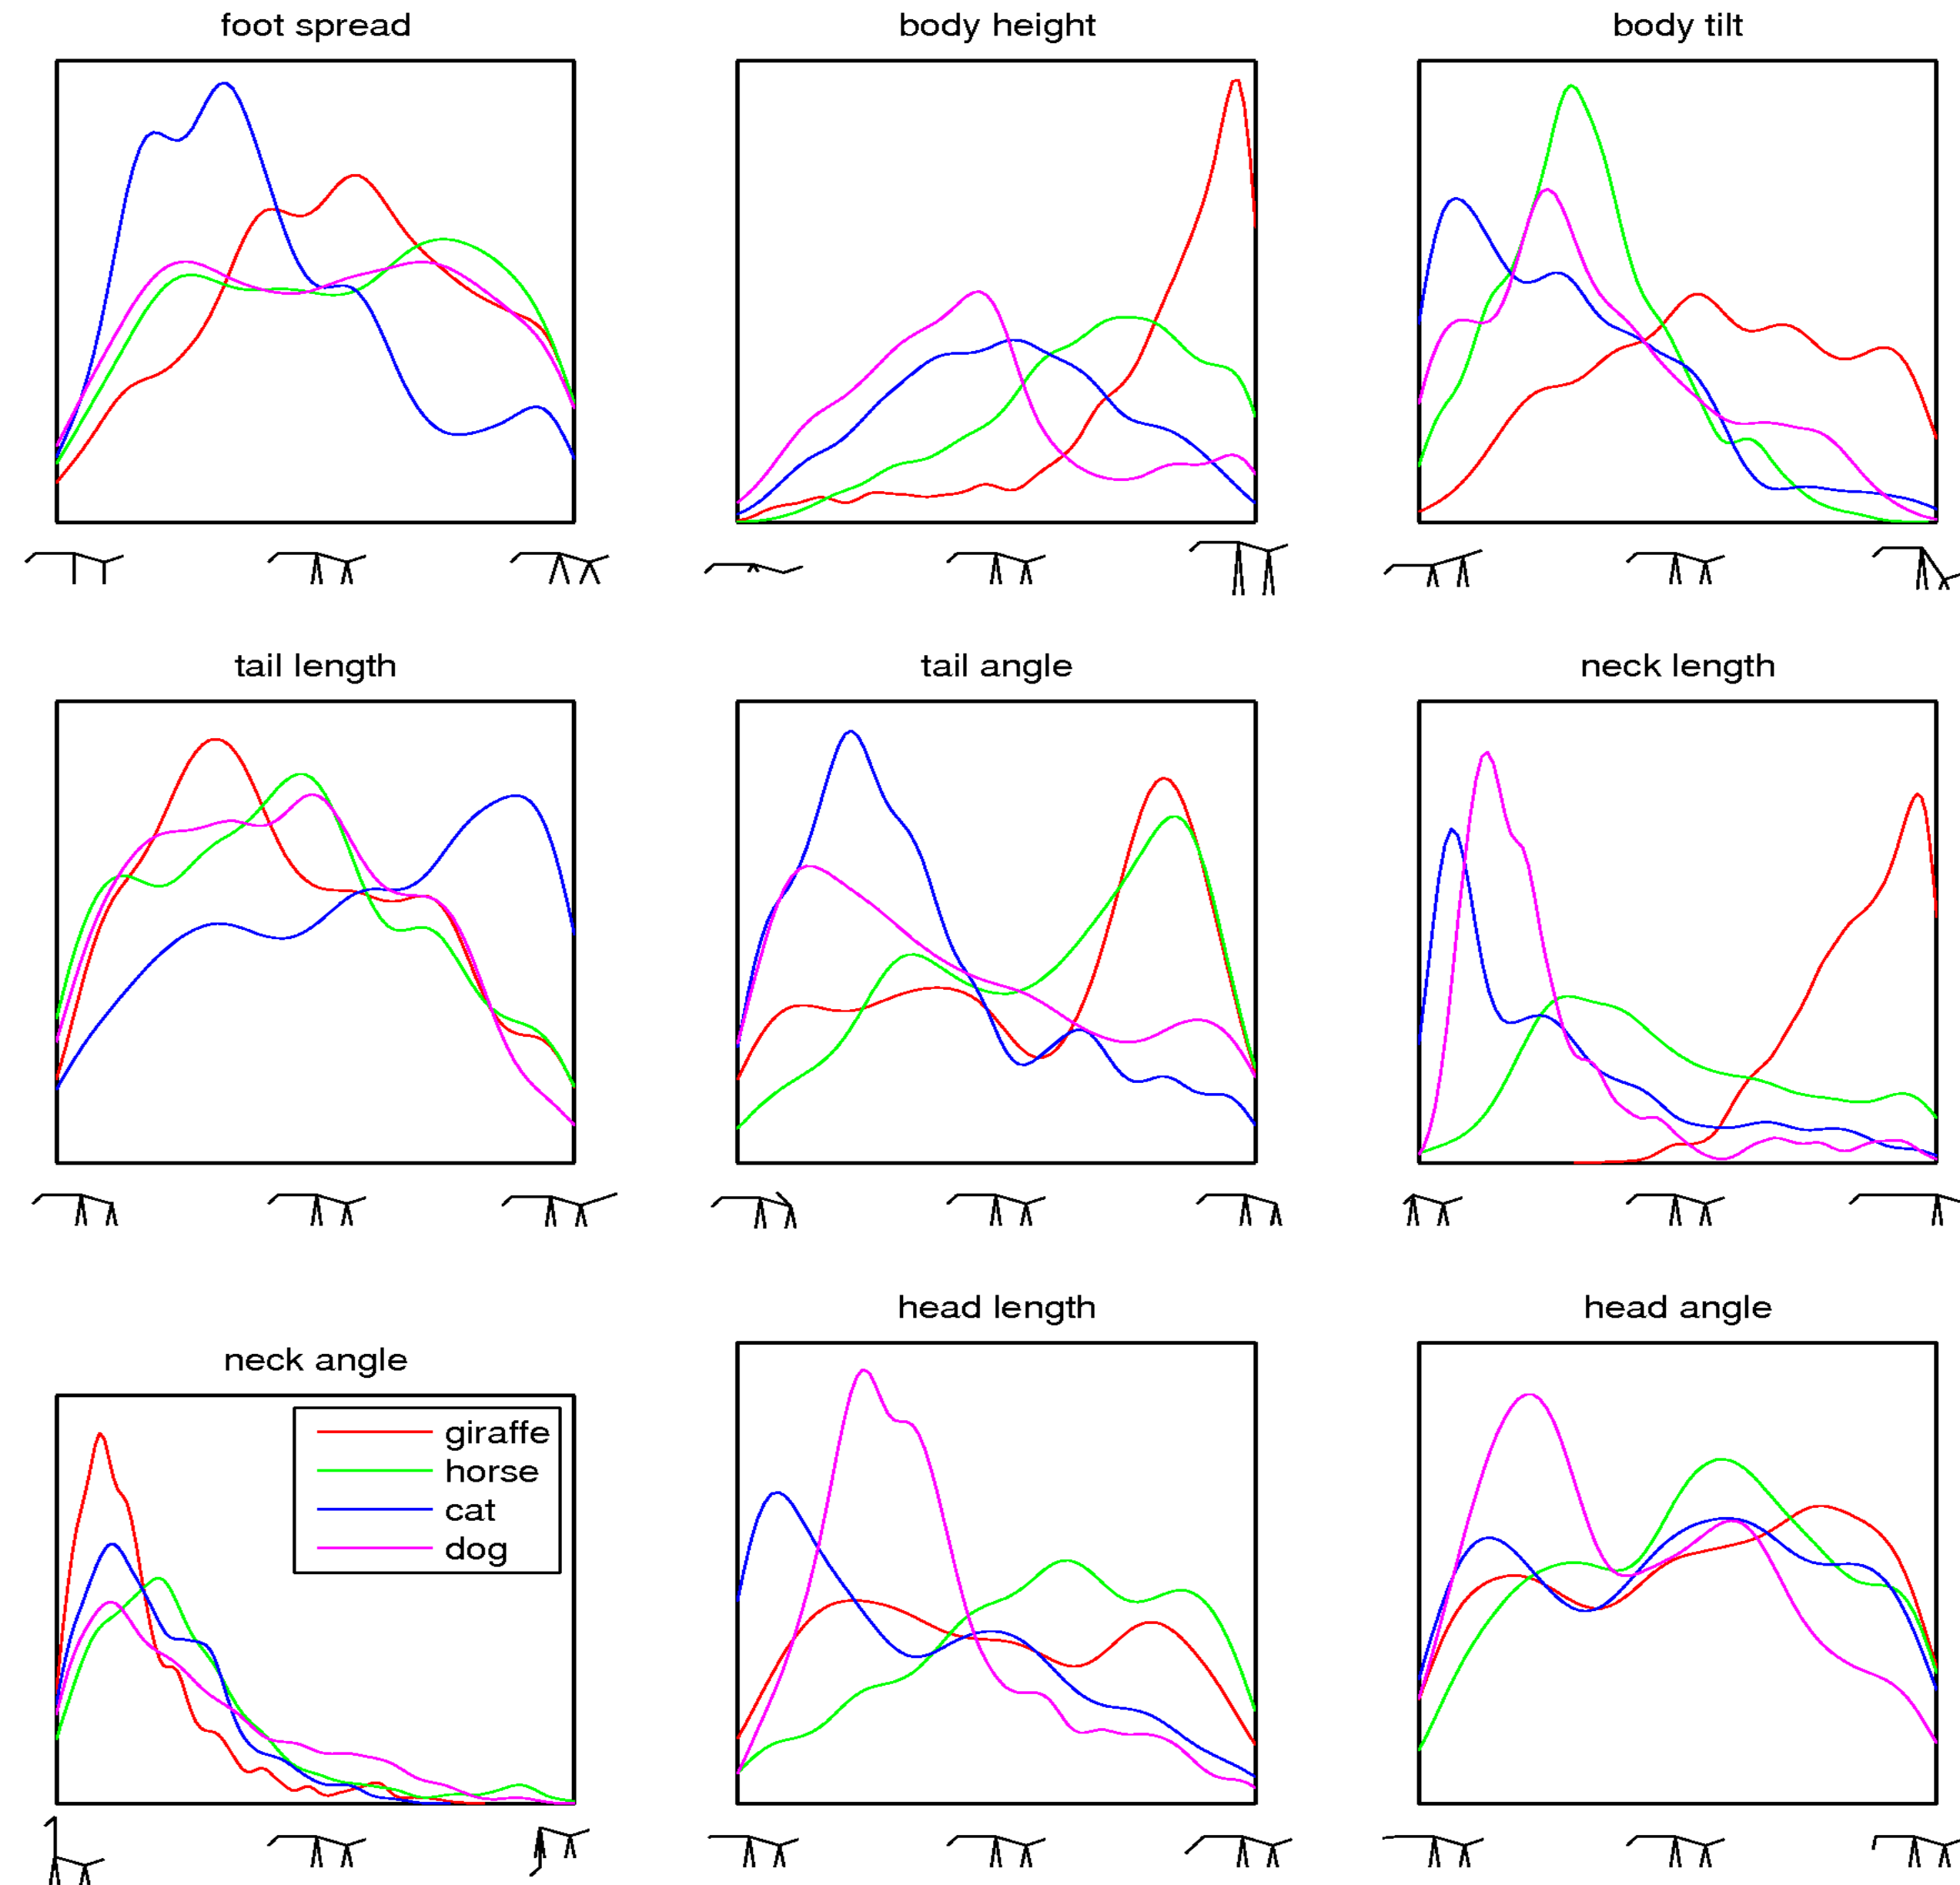 foot spread
body height
body tilt
tail length
tail angle
neck length
neck angle
head length
head angle
giraffe
horse
cat
dog